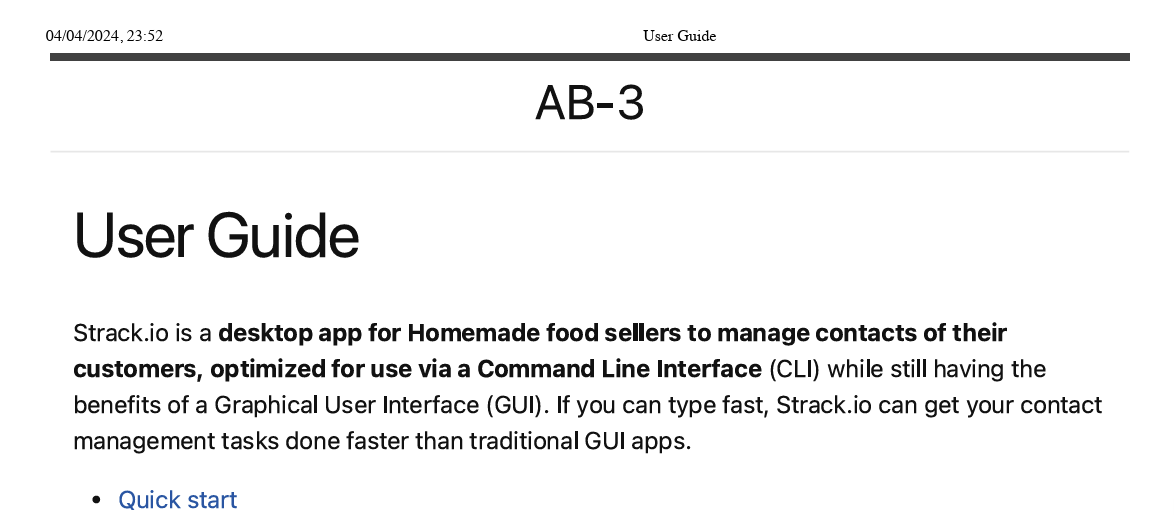 04/04/2024, 23:52 User Guide
AB-3
User Guide
Strack.io is a desktop app for Homemade food sellers to manage contacts of their
customers, optimized for use via a Command Line Interface (CLI) while still having the
benefits of a Graphical User Interface (GUI). If you can type fast, Strack.io can get your contact
management tasks done faster than traditional GUI apps.
• Quick start